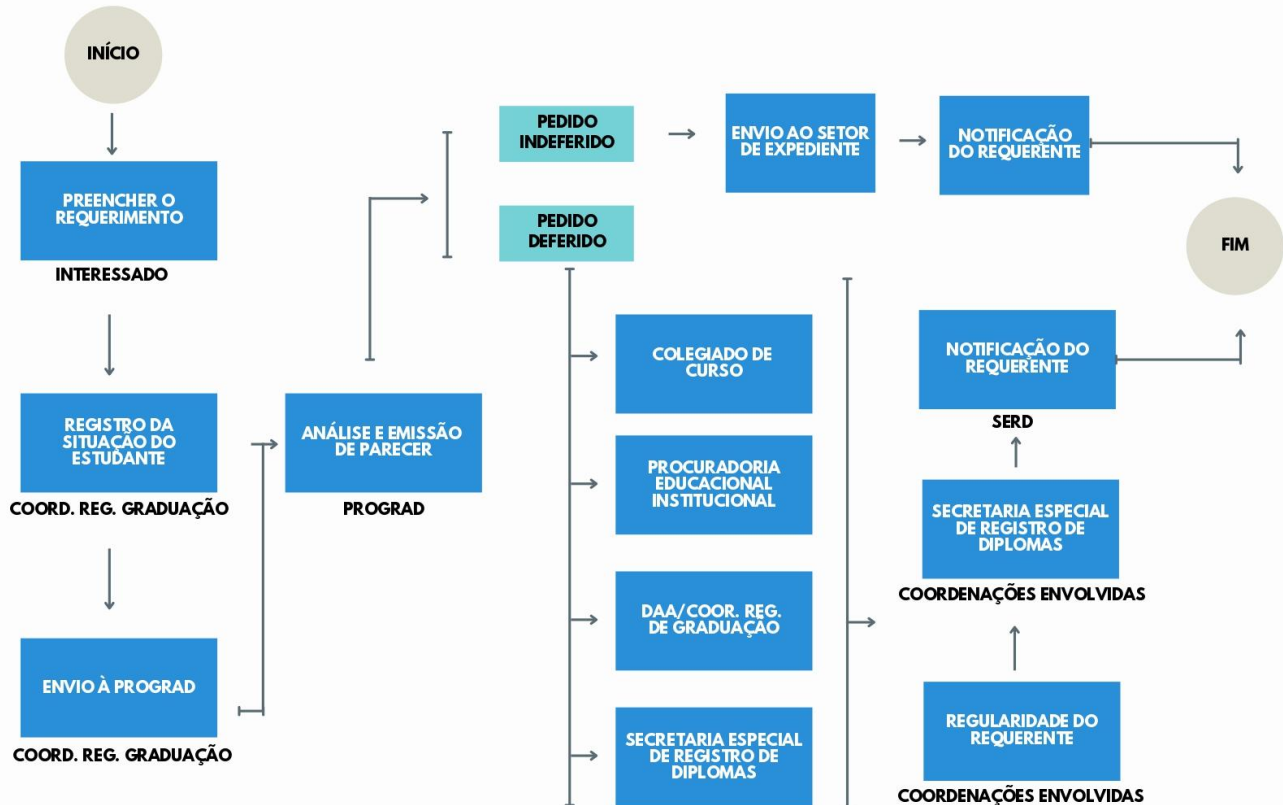 INÍCIO
PREENCHER O
REQUERIMENTO
INTERESSADO
REGISTRO DA
SITUAÇÃO DO
ESTUDANTE
COORD. REG. GRADUAÇÃO
ENVIO À PROGRAD
COORD. REG. GRADUAÇÃO
ANÁLISE E EMISSÃO
DE PARECER
PROGRAD
PEDIDO
INDEFERIDO
ENVIO AO SETOR
DE EXPEDIENTE
NOTIFICAÇÃO
DO REQUERENTE
PEDIDO
DEFERIDO
COLEGIADO DE
CURSO
PROCURADORIA
EDUCACIONAL
INSTITUCIONAL
DAA/COOR. REG.
DE GRADUAÇÃO
SECRETARIA ESPECIAL
DE REGISTRO DE
DIPLOMAS
REGULARIDADE DO
REQUERENTE
COORDENAÇÕES ENVOLVIDAS
SECRETARIA ESPECIAL
DE REGISTRO DE
DIPLOMAS
COORDENAÇÕES ENVOLVIDAS
NOTIFICAÇÃO DO
REQUERENTE
SERD
FIM